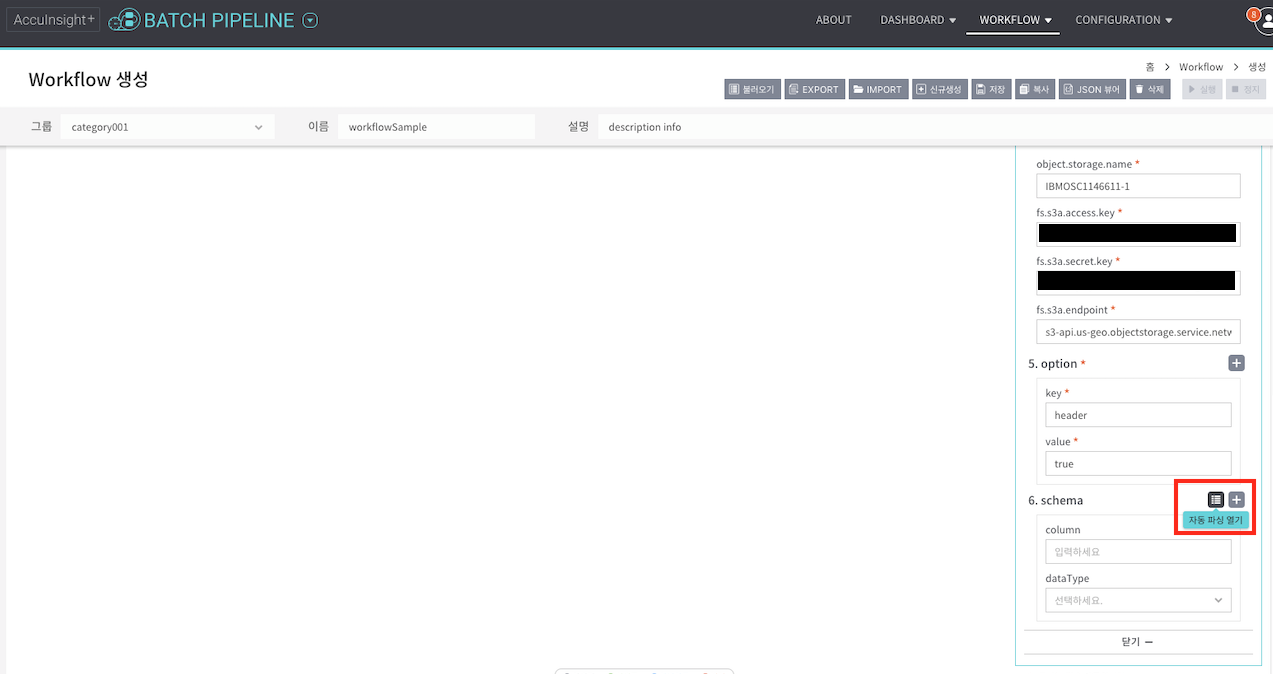 AccuInsight+ BATCH PIPELINE ABOUT DASHBOARD WORKFLOW CONFIGURATION 8
홈 > Workflow > 생성
Workflow 생성
불러오기 EXPORT IMPORT 신규생성 저장 복사 JSON 뷰어 삭제 실행 정지
그룹 category001 이름 workflowSample 설명 description info
object.storage.name *
IBMOSC1146611-1
fs.s3a.access.key *
fs.s3a.secret.key *
fs.s3a.endpoint *
s3-api.us-geo.objectstorage.service.netw
5. option *
key *
header
value *
true
6. schema
자동 파싱 열기
column
입력하세요
dataType
선택하세요.
닫기